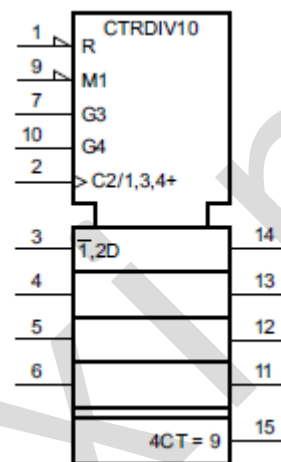 CTRDIV10
1 R
9 M1
7 G3
10 G4
2 C2/1,3,4+
3 1̅,2D 14
4 13
5 12
6 11
4CT = 9 15